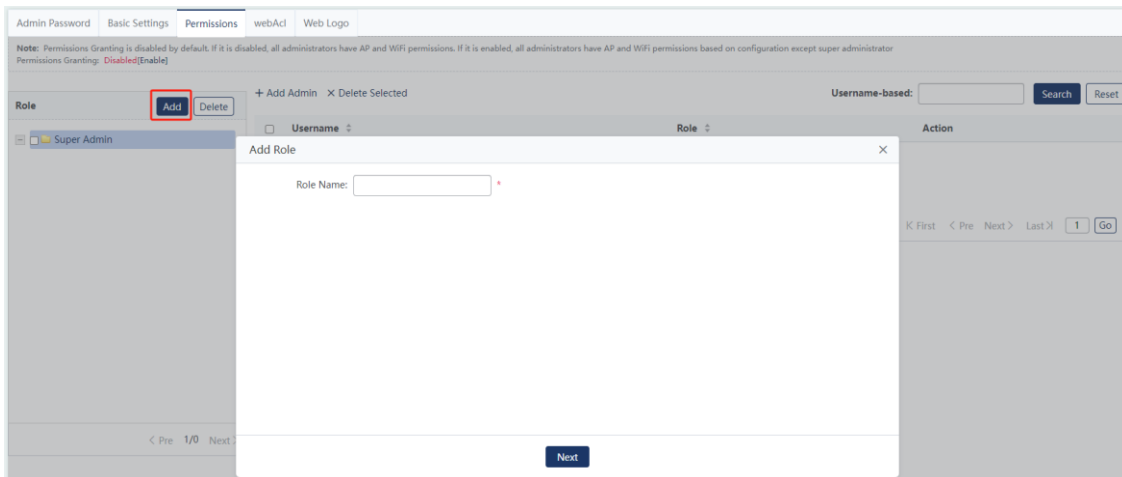 Admin Password Basic Settings Permissions webAcl Web Logo
Note: Permissions Granting is disabled by default. If it is disabled, all administrators have AP and WiFi permissions. If it is enabled, all administrators have AP and WiFi permissions based on configuration except super administrator
Permissions Granting: Disabled[Enable]
Role Add Delete
+ Add Admin × Delete Selected Username-based: Search Reset
Username Role Action
Super Admin
Add Role ×
Role Name: *
First < Pre Next > Last 1 Go
< Pre 1/0 Next >
Next